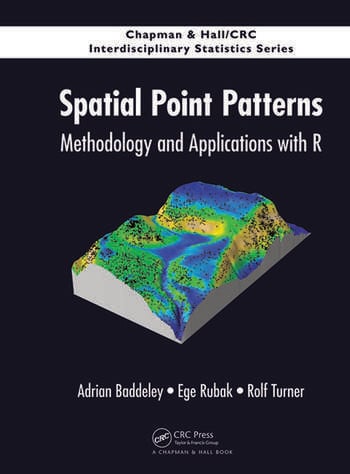 Chapman & Hall/CRC
Interdisciplinary Statistics Series
Spatial Point Patterns
Methodology and Applications with R
Adrian Baddeley • Ege Rubak • Rolf Turner
CRC
CRC Press
Taylor & Francis Group
A CHAPMAN & HALL BOOK